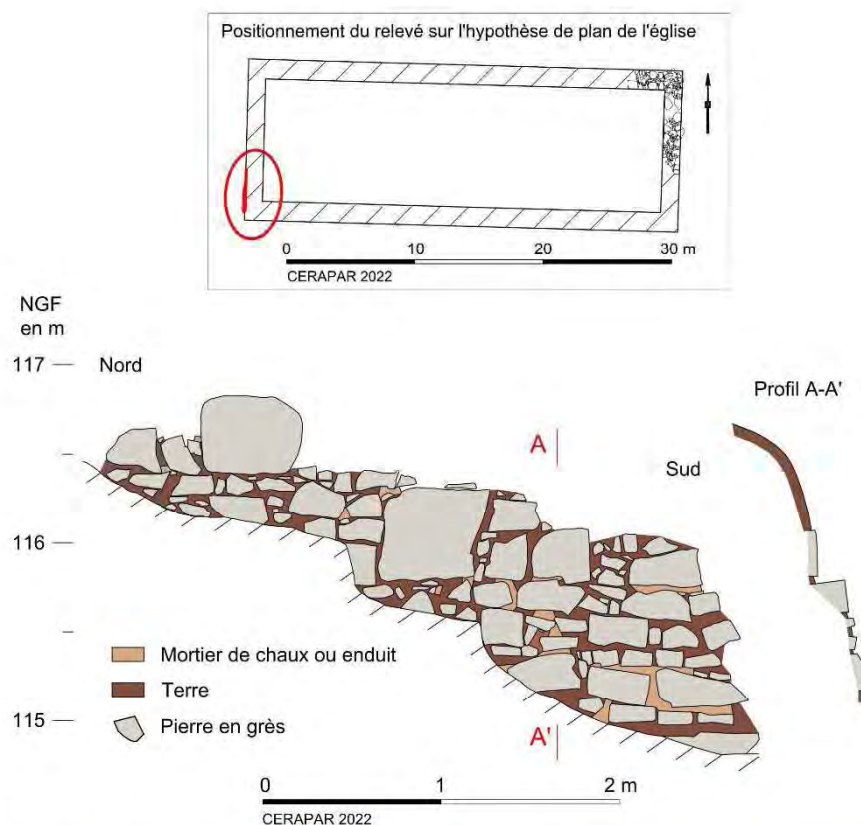 Positionnement du relevé sur l'hypothèse de plan de l'église
0 10 20 30 m
CERAPAR 2022
NGF
en m
117
Nord
Profil A-A'
A
Sud
116
Mortier de chaux ou enduit
Terre
Pierre en grès
115
A'
0 1 2 m
CERAPAR 2022